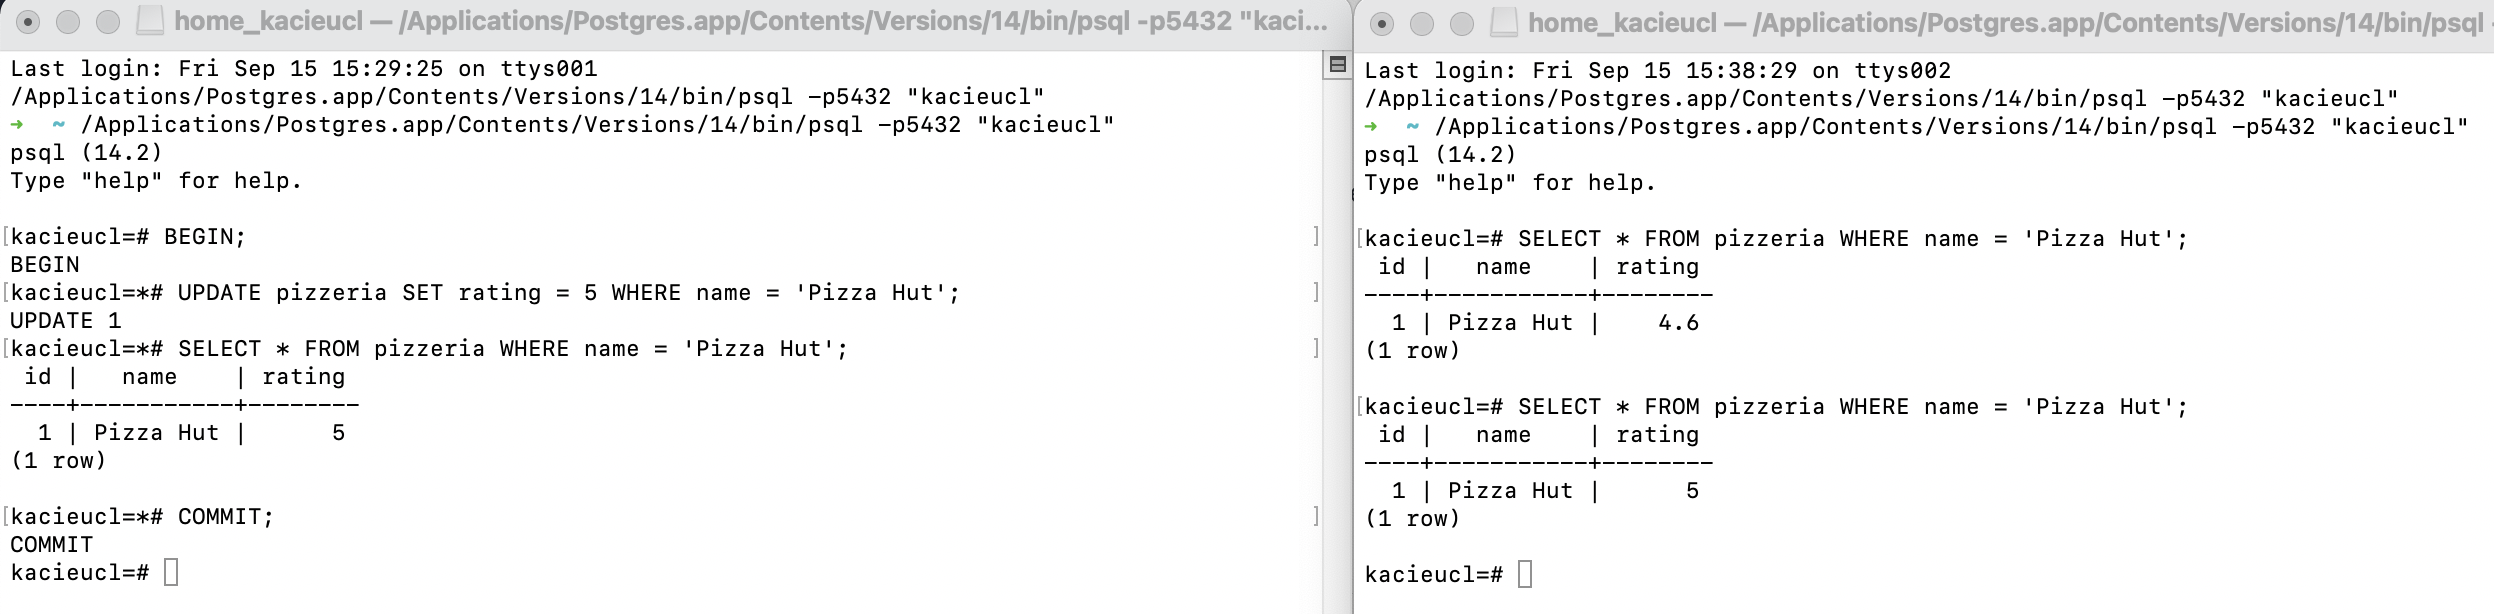 home_kacieucl — /Applications/Postgres.app/Contents/Versions/14/bin/psql -p5432 "kaci...
Last login: Fri Sep 15 15:29:25 on ttys001
/Applications/Postgres.app/Contents/Versions/14/bin/psql -p5432 "kacieucl"
➜  ~ /Applications/Postgres.app/Contents/Versions/14/bin/psql -p5432 "kacieucl"
psql (14.2)
Type "help" for help.

[kacieucl=# BEGIN; ]
BEGIN
[kacieucl=*# UPDATE pizzeria SET rating = 5 WHERE name = 'Pizza Hut'; ]
UPDATE 1
[kacieucl=*# SELECT * FROM pizzeria WHERE name = 'Pizza Hut'; ]
 id |   name    | rating
----+-----------+--------
  1 | Pizza Hut |      5
(1 row)

[kacieucl=*# COMMIT; ]
COMMIT
kacieucl=#
home_kacieucl — /Applications/Postgres.app/Contents/Versions/14/bin/psql -
Last login: Fri Sep 15 15:38:29 on ttys002
/Applications/Postgres.app/Contents/Versions/14/bin/psql -p5432 "kacieucl"
➜  ~ /Applications/Postgres.app/Contents/Versions/14/bin/psql -p5432 "kacieucl"
psql (14.2)
Type "help" for help.

[kacieucl=# SELECT * FROM pizzeria WHERE name = 'Pizza Hut';
 id |   name    | rating
----+-----------+--------
  1 | Pizza Hut |    4.6
(1 row)

[kacieucl=# SELECT * FROM pizzeria WHERE name = 'Pizza Hut';
 id |   name    | rating
----+-----------+--------
  1 | Pizza Hut |      5
(1 row)

kacieucl=#